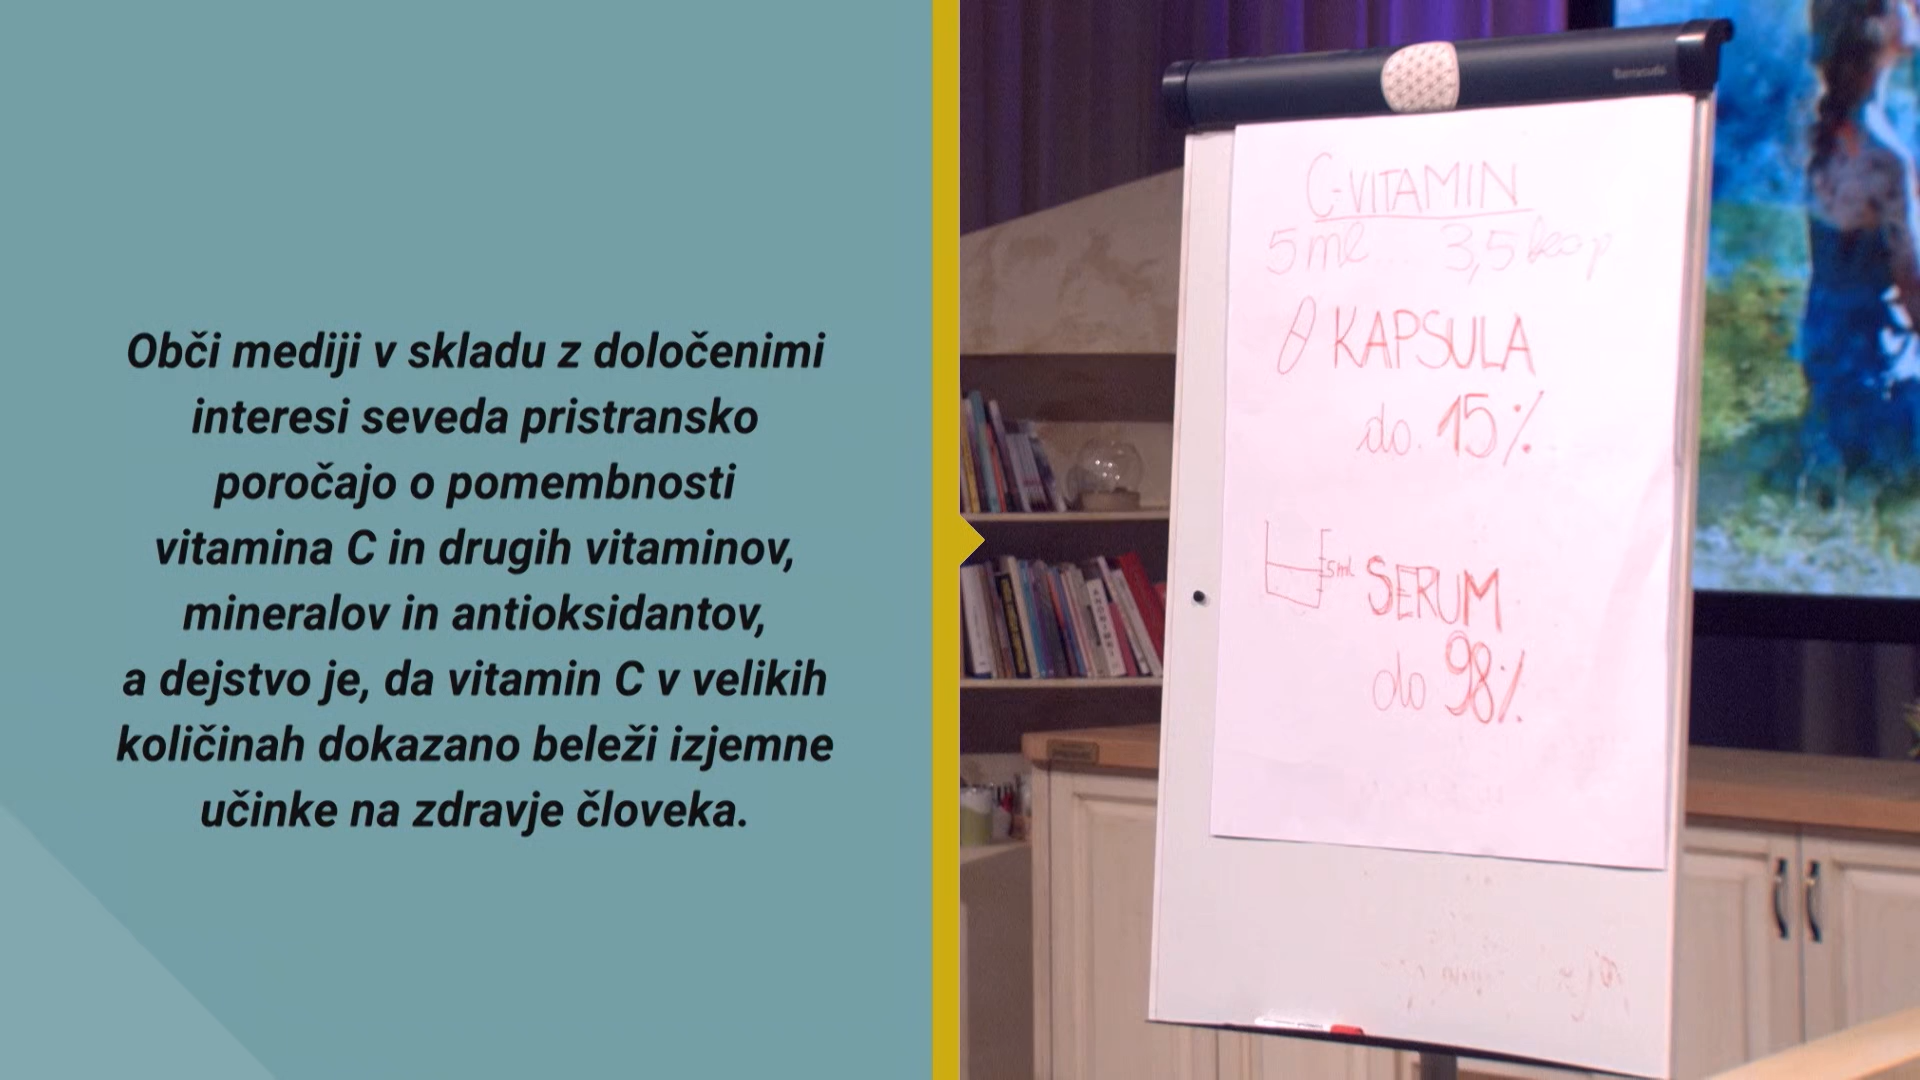 Obči mediji v skladu z določenimi
interesi seveda pristransko
poročajo o pomembnosti
vitamina C in drugih vitaminov,
mineralov in antioksidantov,
a dejstvo je, da vitamin C v velikih
količinah dokazano beleži izjemne
učinke na zdravje človeka.
C-VITAMIN
5 ml 3,5
KAPSULA
do 15%
5ml SERUM
do 98%